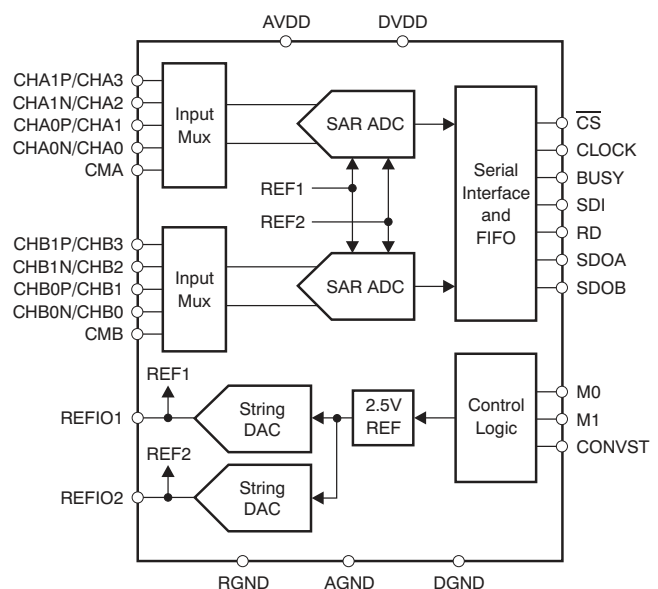 AVDD
DVDD
CHA1P/CHA3
CHA1N/CHA2
CHA0P/CHA1
CHA0N/CHA0
CMA
Input
Mux
SAR ADC
REF1
REF2
Serial
Interface
and
FIFO
CS
CLOCK
BUSY
SDI
RD
SDOA
SDOB
CHB1P/CHB3
CHB1N/CHB2
CHB0P/CHB1
CHB0N/CHB0
CMB
Input
Mux
SAR ADC
REF1
REFIO1
String
DAC
2.5V
REF
Control
Logic
M0
M1
CONVST
REF2
REFIO2
String
DAC
RGND
AGND
DGND